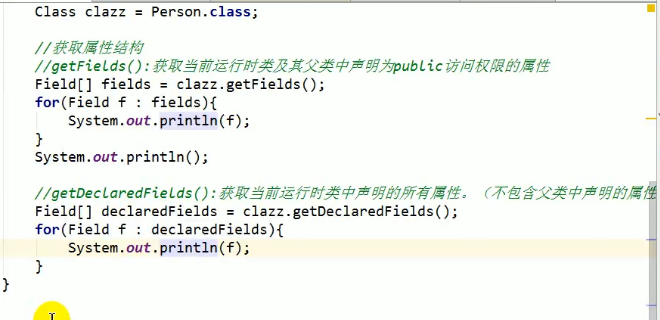 Class clazz = Person.class;
//获取属性结构
//getFields():获取当前运行时类及其父类中声明为public访问权限的属性
Field[] fields = clazz.getFields();
for(Field f : fields){
System.out.println(f);
}
System.out.println();
//getDeclaredFields():获取当前运行时类中声明的所有属性。（不包含父类中声明的属性
Field[] declaredFields = clazz.getDeclaredFields();
for(Field f : declaredFields){
System.out.println(f);
}
}